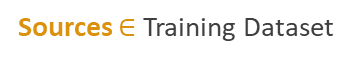 Sources ∈ Training Dataset